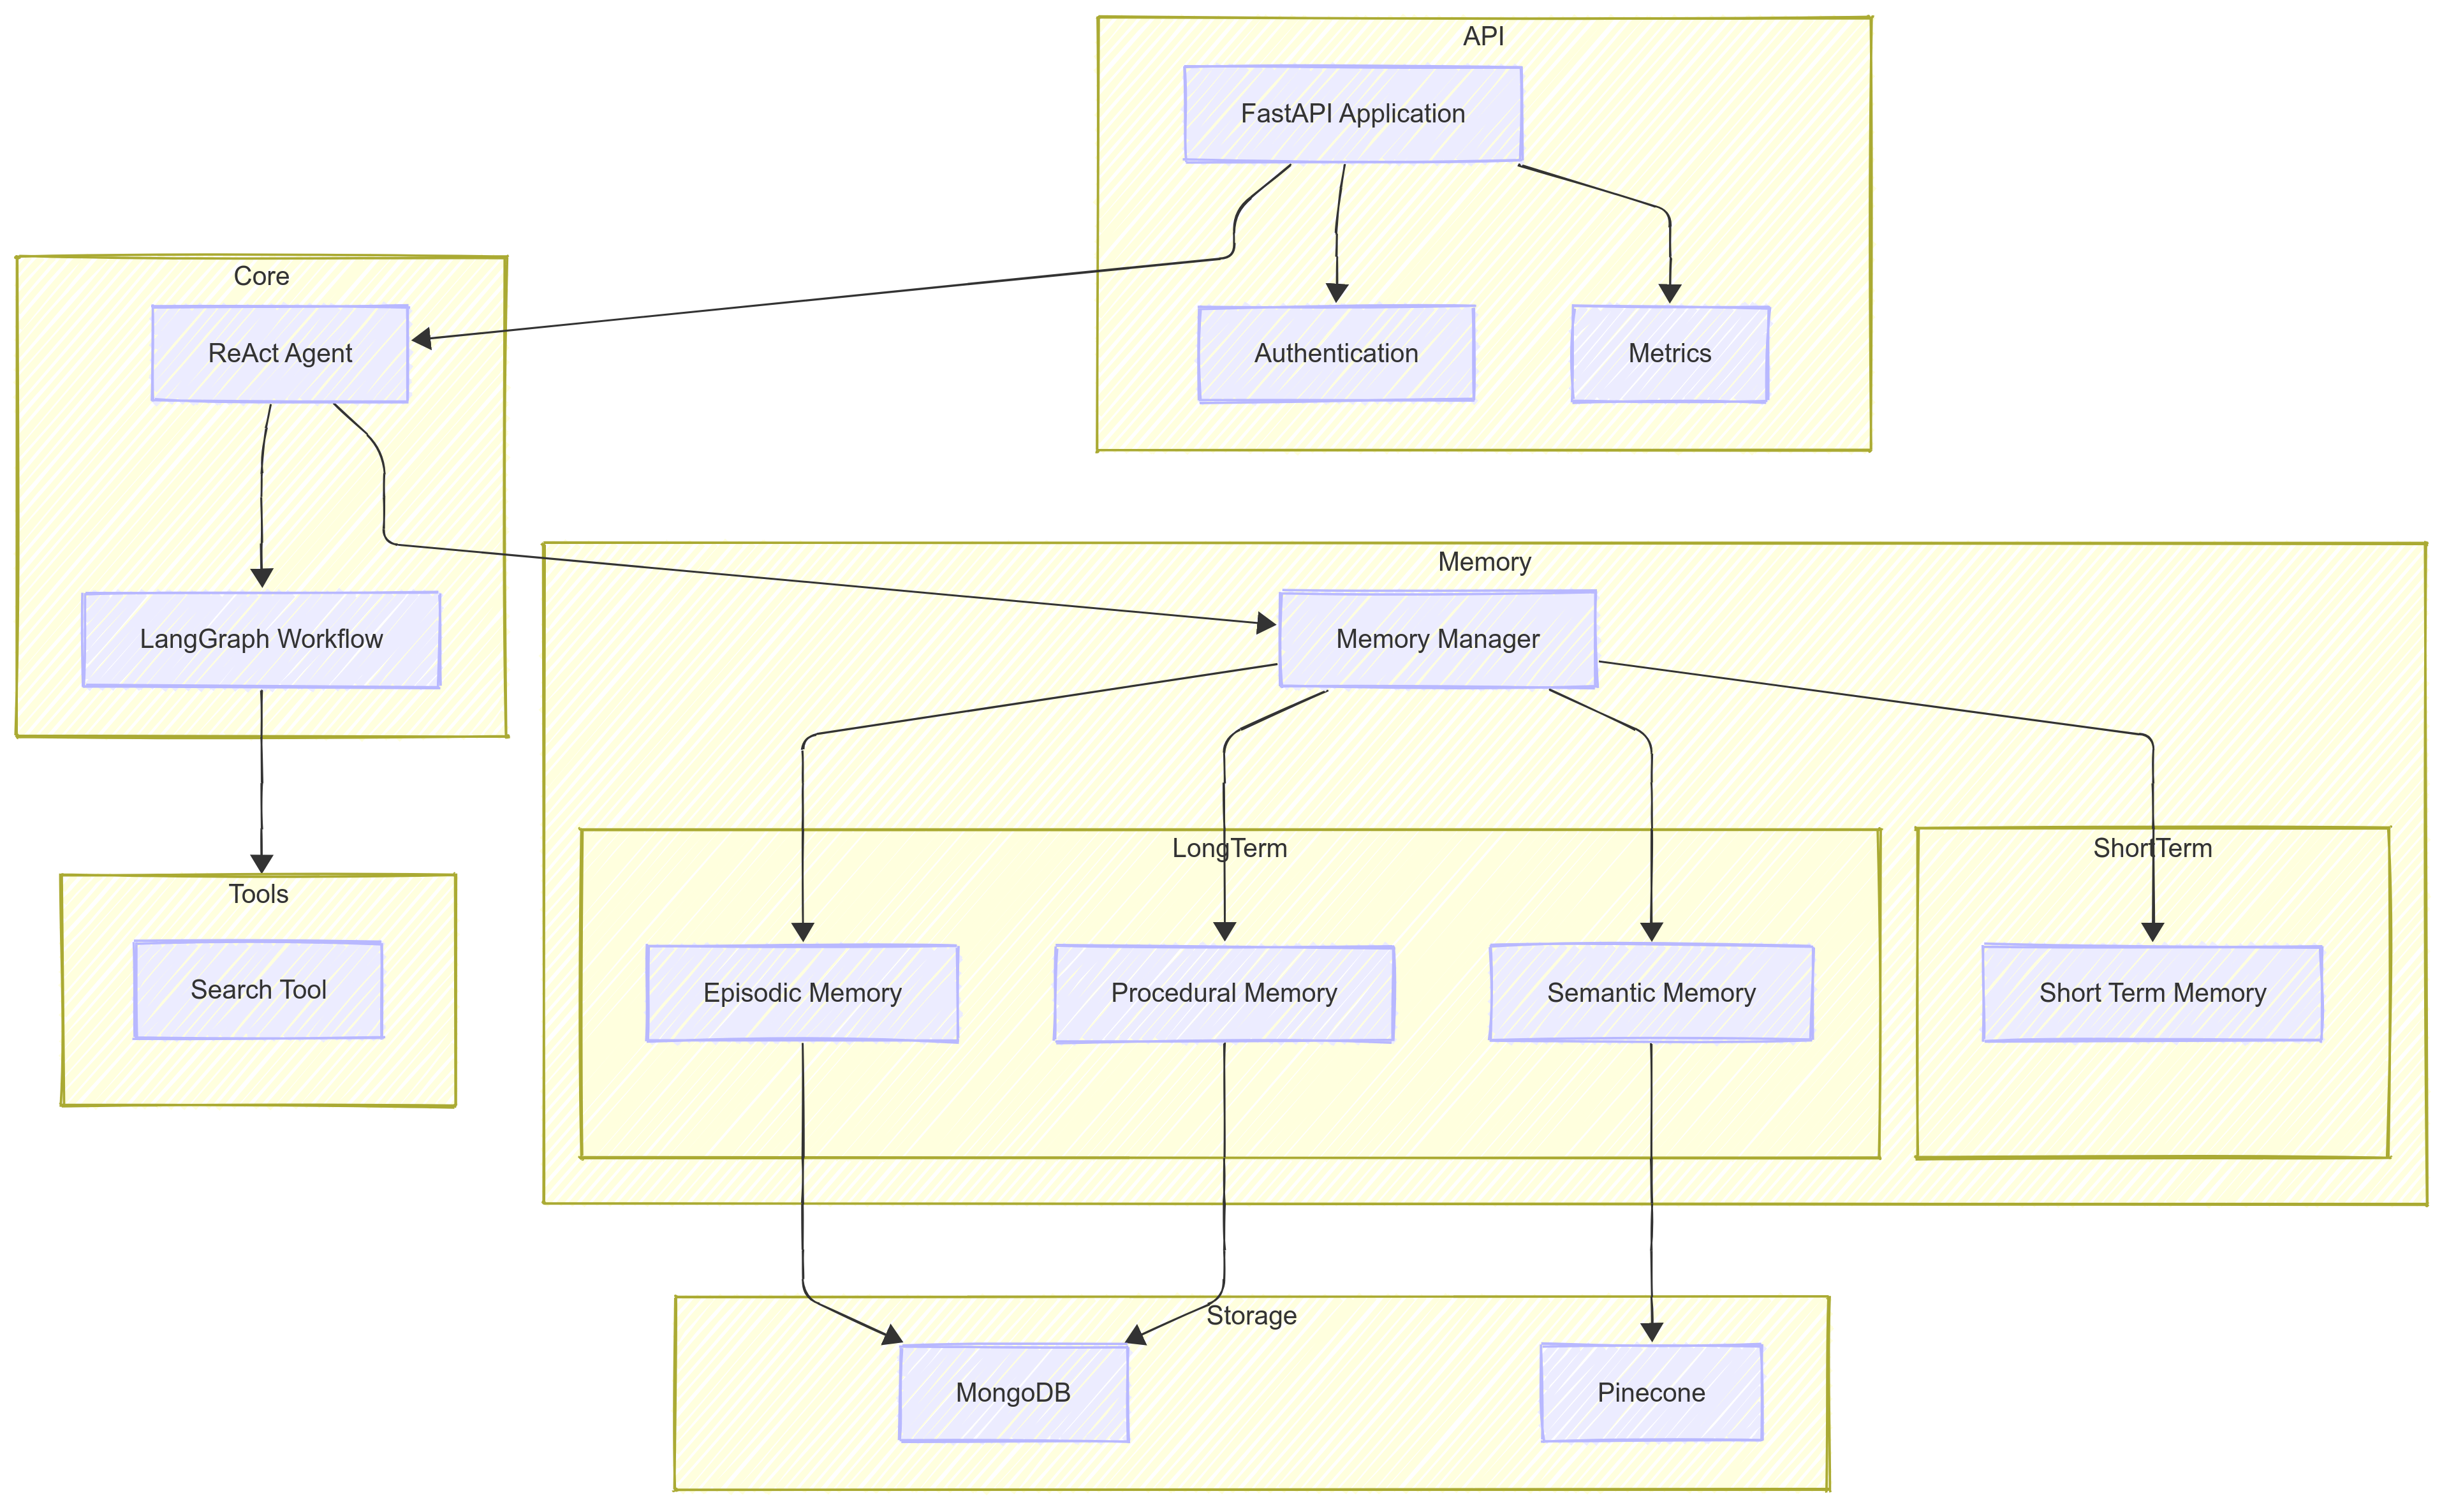 API
FastAPI Application
Core
ReAct Agent
Authentication
Metrics
Memory
LangGraph Workflow
Memory Manager
LongTerm
ShortTerm
Tools
Search Tool
Episodic Memory
Procedural Memory
Semantic Memory
Short Term Memory
Storage
MongoDB
Pinecone